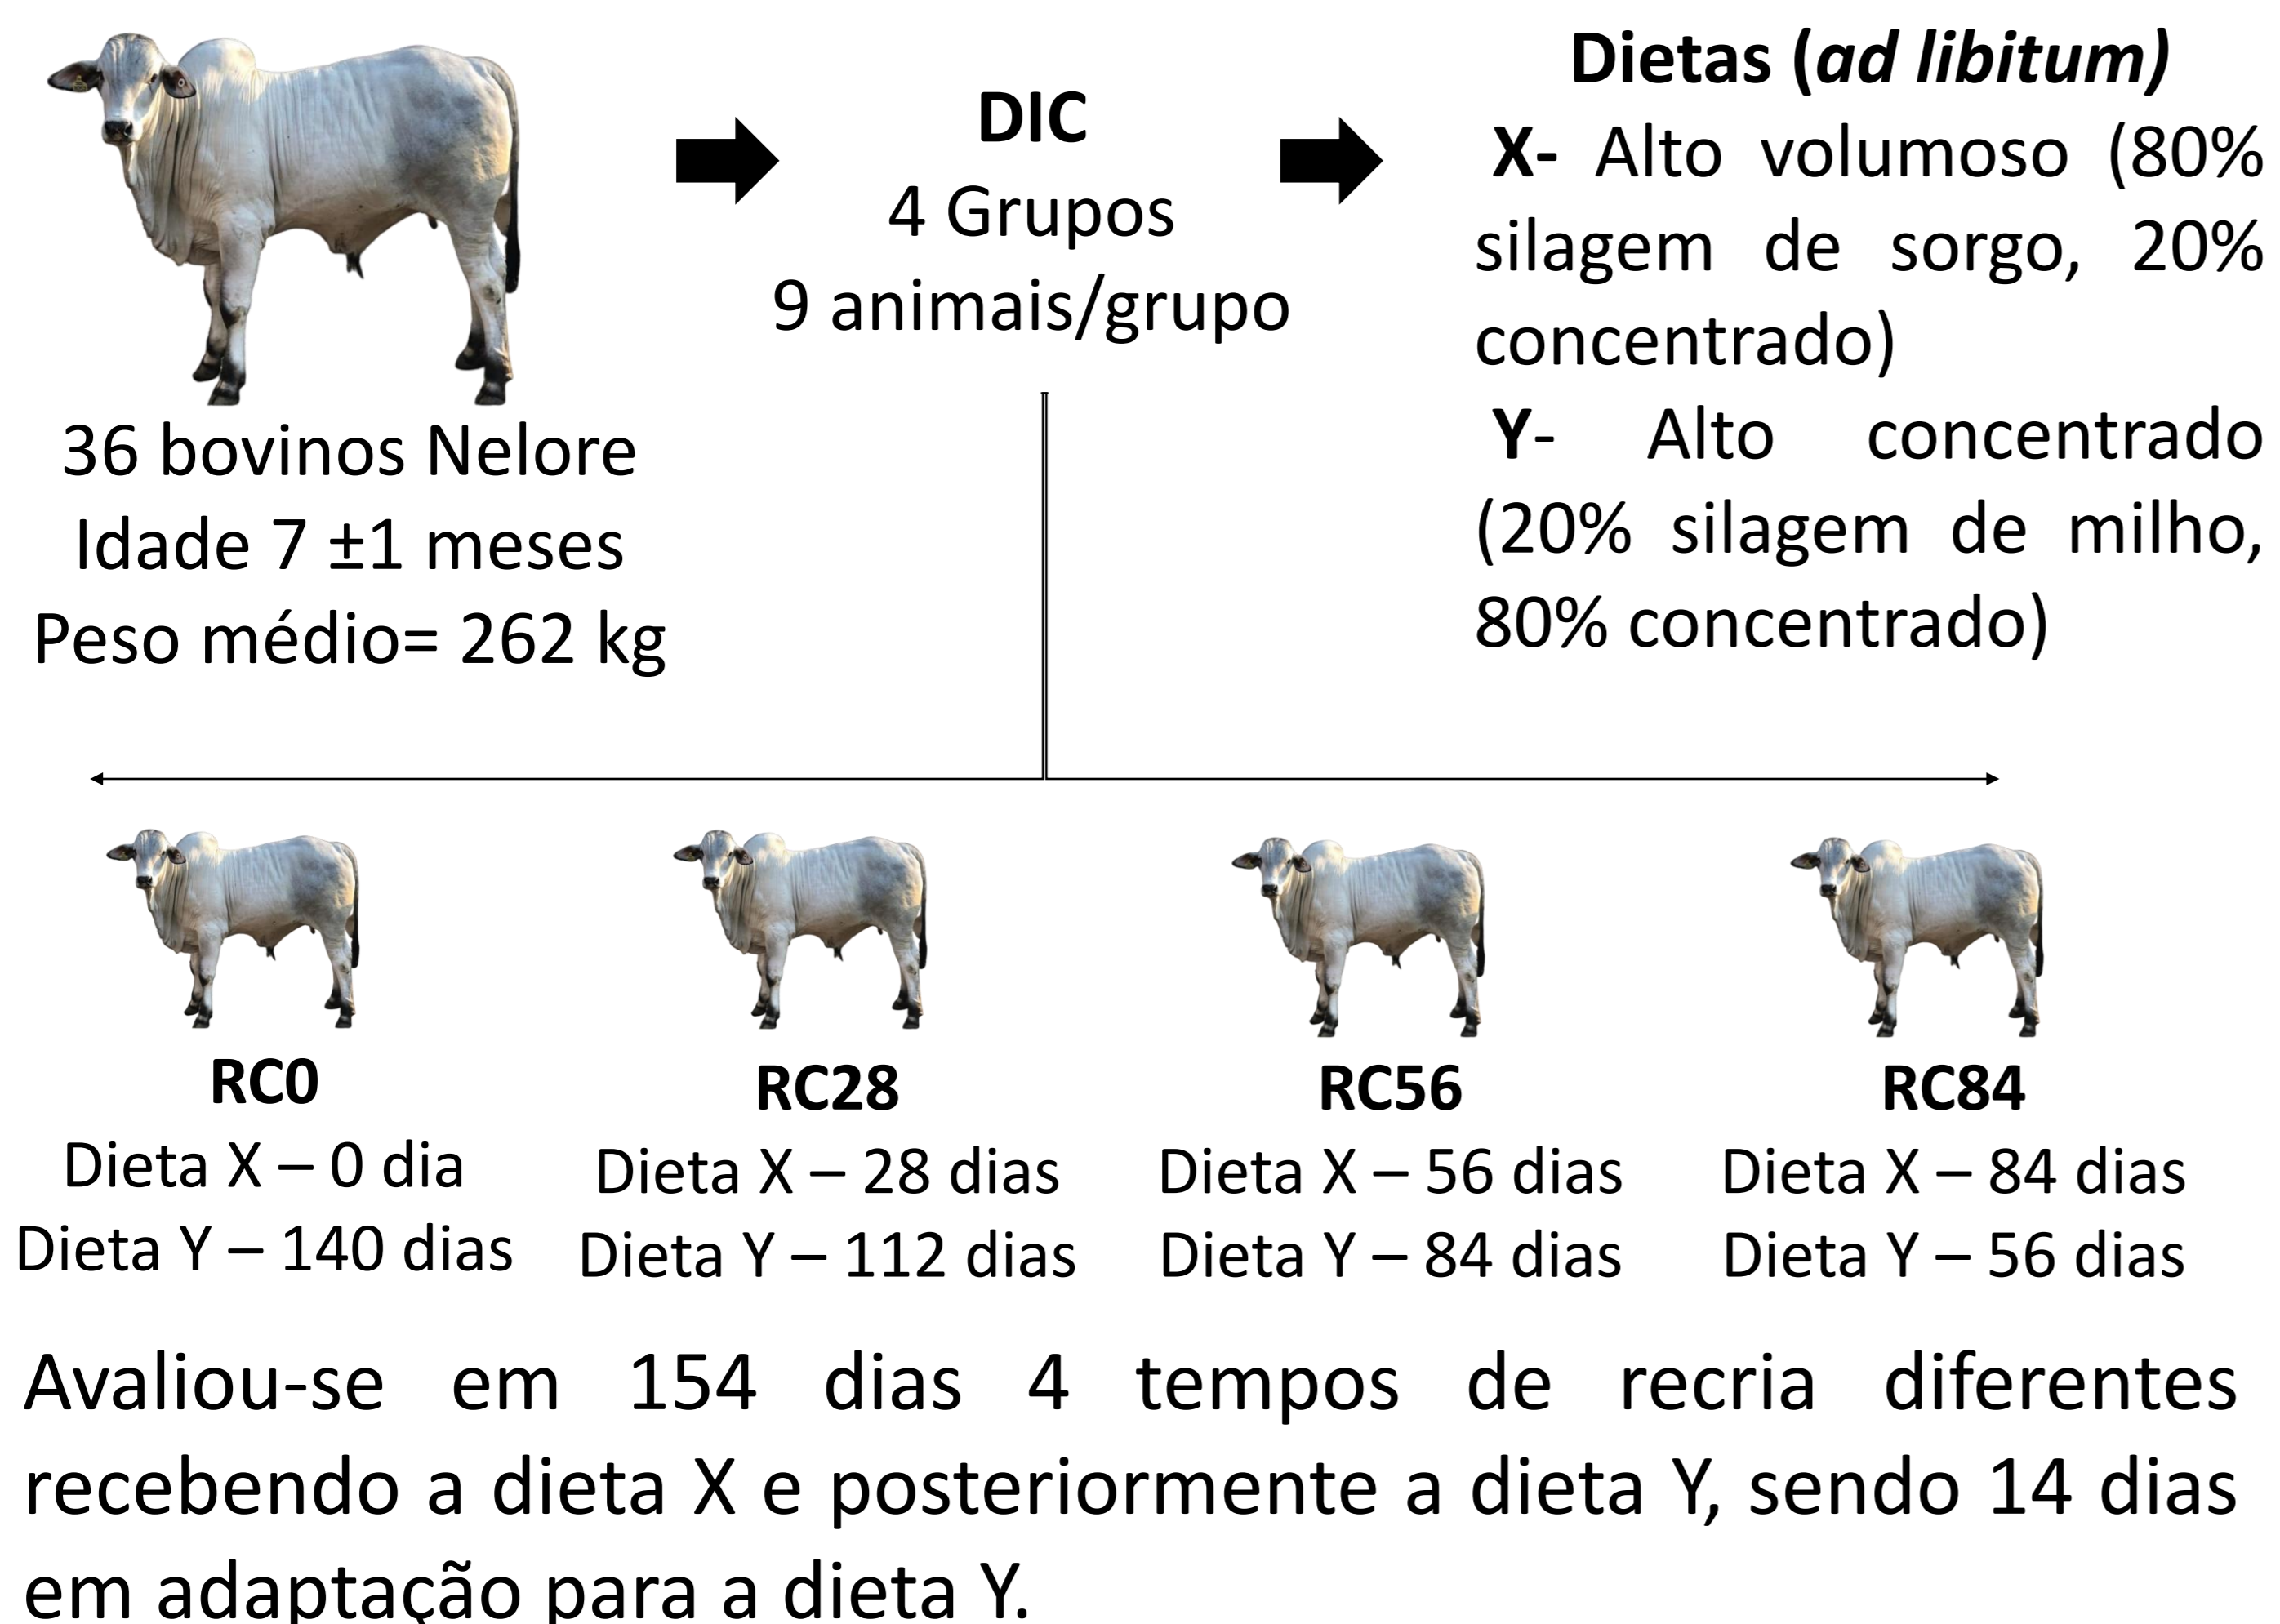 36 bovinos Nelore
Idade 7 ±1 meses
Peso médio= 262 kg
DIC
4 Grupos
9 animais/grupo
Dietas (ad libitum)
X- Alto volumoso (80%
silagem de sorgo, 20%
concentrado)
Y- Alto concentrado
(20% silagem de milho,
80% concentrado)
RC0
Dieta X – 0 dia
Dieta Y – 140 dias
RC28
Dieta X – 28 dias
Dieta Y – 112 dias
RC56
Dieta X – 56 dias
Dieta Y – 84 dias
RC84
Dieta X – 84 dias
Dieta Y – 56 dias
Avaliou-se em 154 dias 4 tempos de recria diferentes
recebendo a dieta X e posteriormente a dieta Y, sendo 14 dias
em adaptação para a dieta Y.